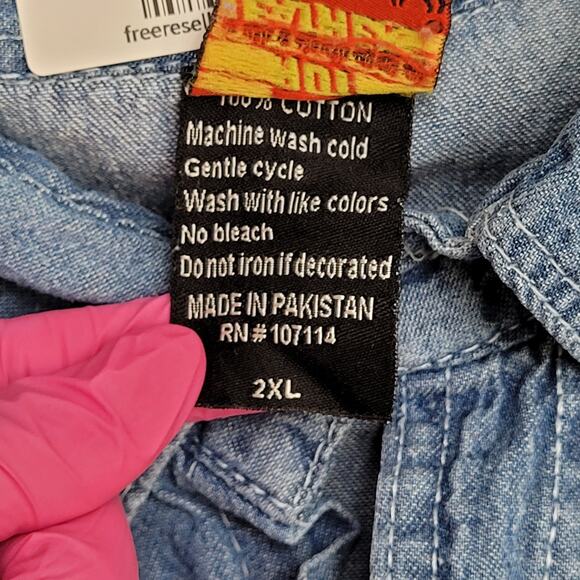 freeresell
100% COTTON
Machine wash cold
Gentle cycle
Wash with like colors
No bleach
Do not iron if decorated
MADE IN PAKISTAN
RN # 107114
2XL